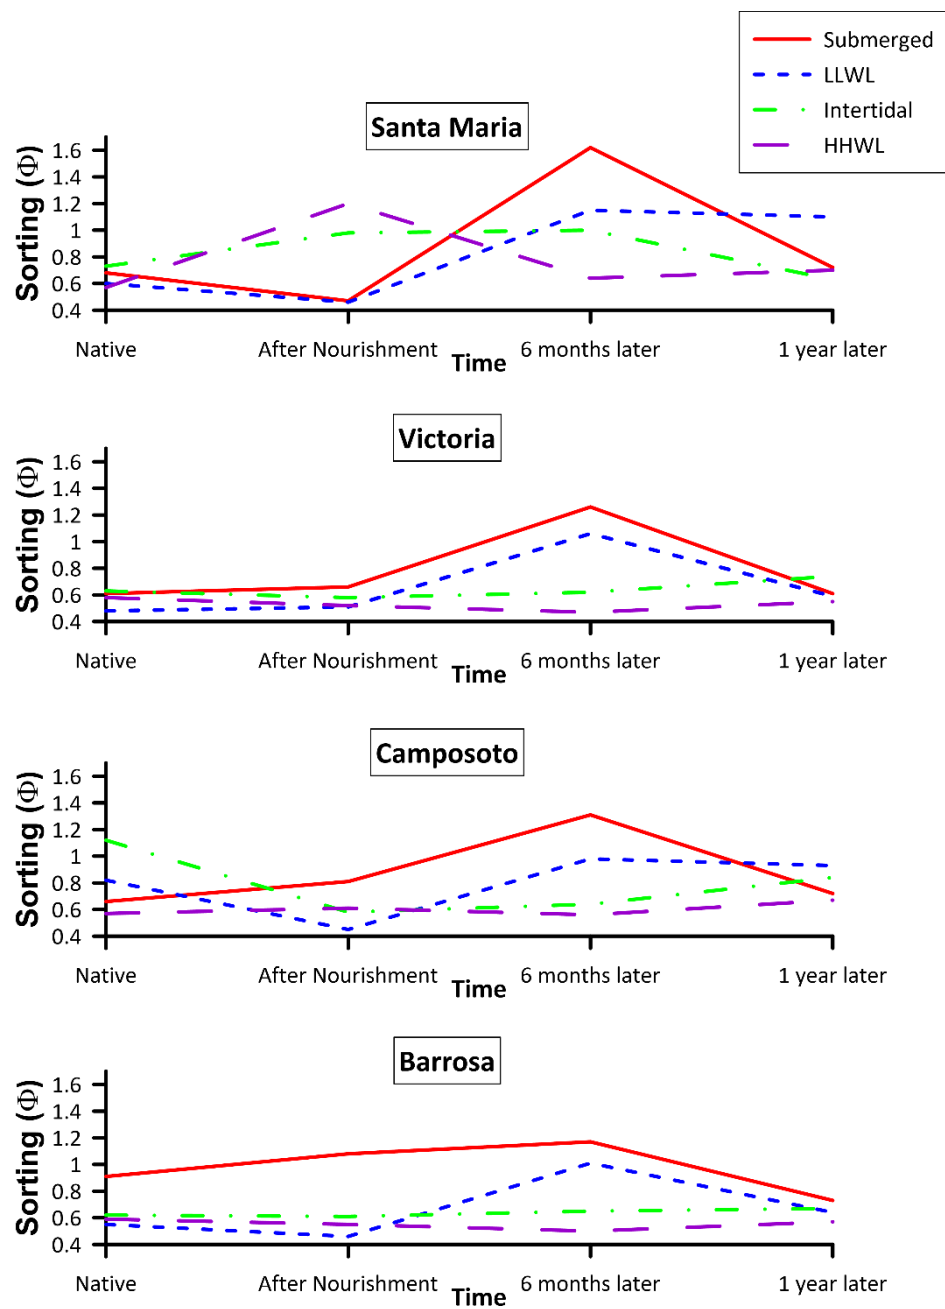 Submerged
LLWL
Intertidal
HHWL
Santa Maria
Sorting (Φ)
1.6
1.4
1.2
1
0.8
0.6
0.4
Native
After Nourishment
6 months later
1 year later
Time
Victoria
Sorting (Φ)
1.6
1.4
1.2
1
0.8
0.6
0.4
Native
After Nourishment
6 months later
1 year later
Time
Camposoto
Sorting (Φ)
1.6
1.4
1.2
1
0.8
0.6
0.4
Native
After Nourishment
6 months later
1 year later
Time
Barrosa
Sorting (Φ)
1.6
1.4
1.2
1
0.8
0.6
0.4
Native
After Nourishment
6 months later
1 year later
Time